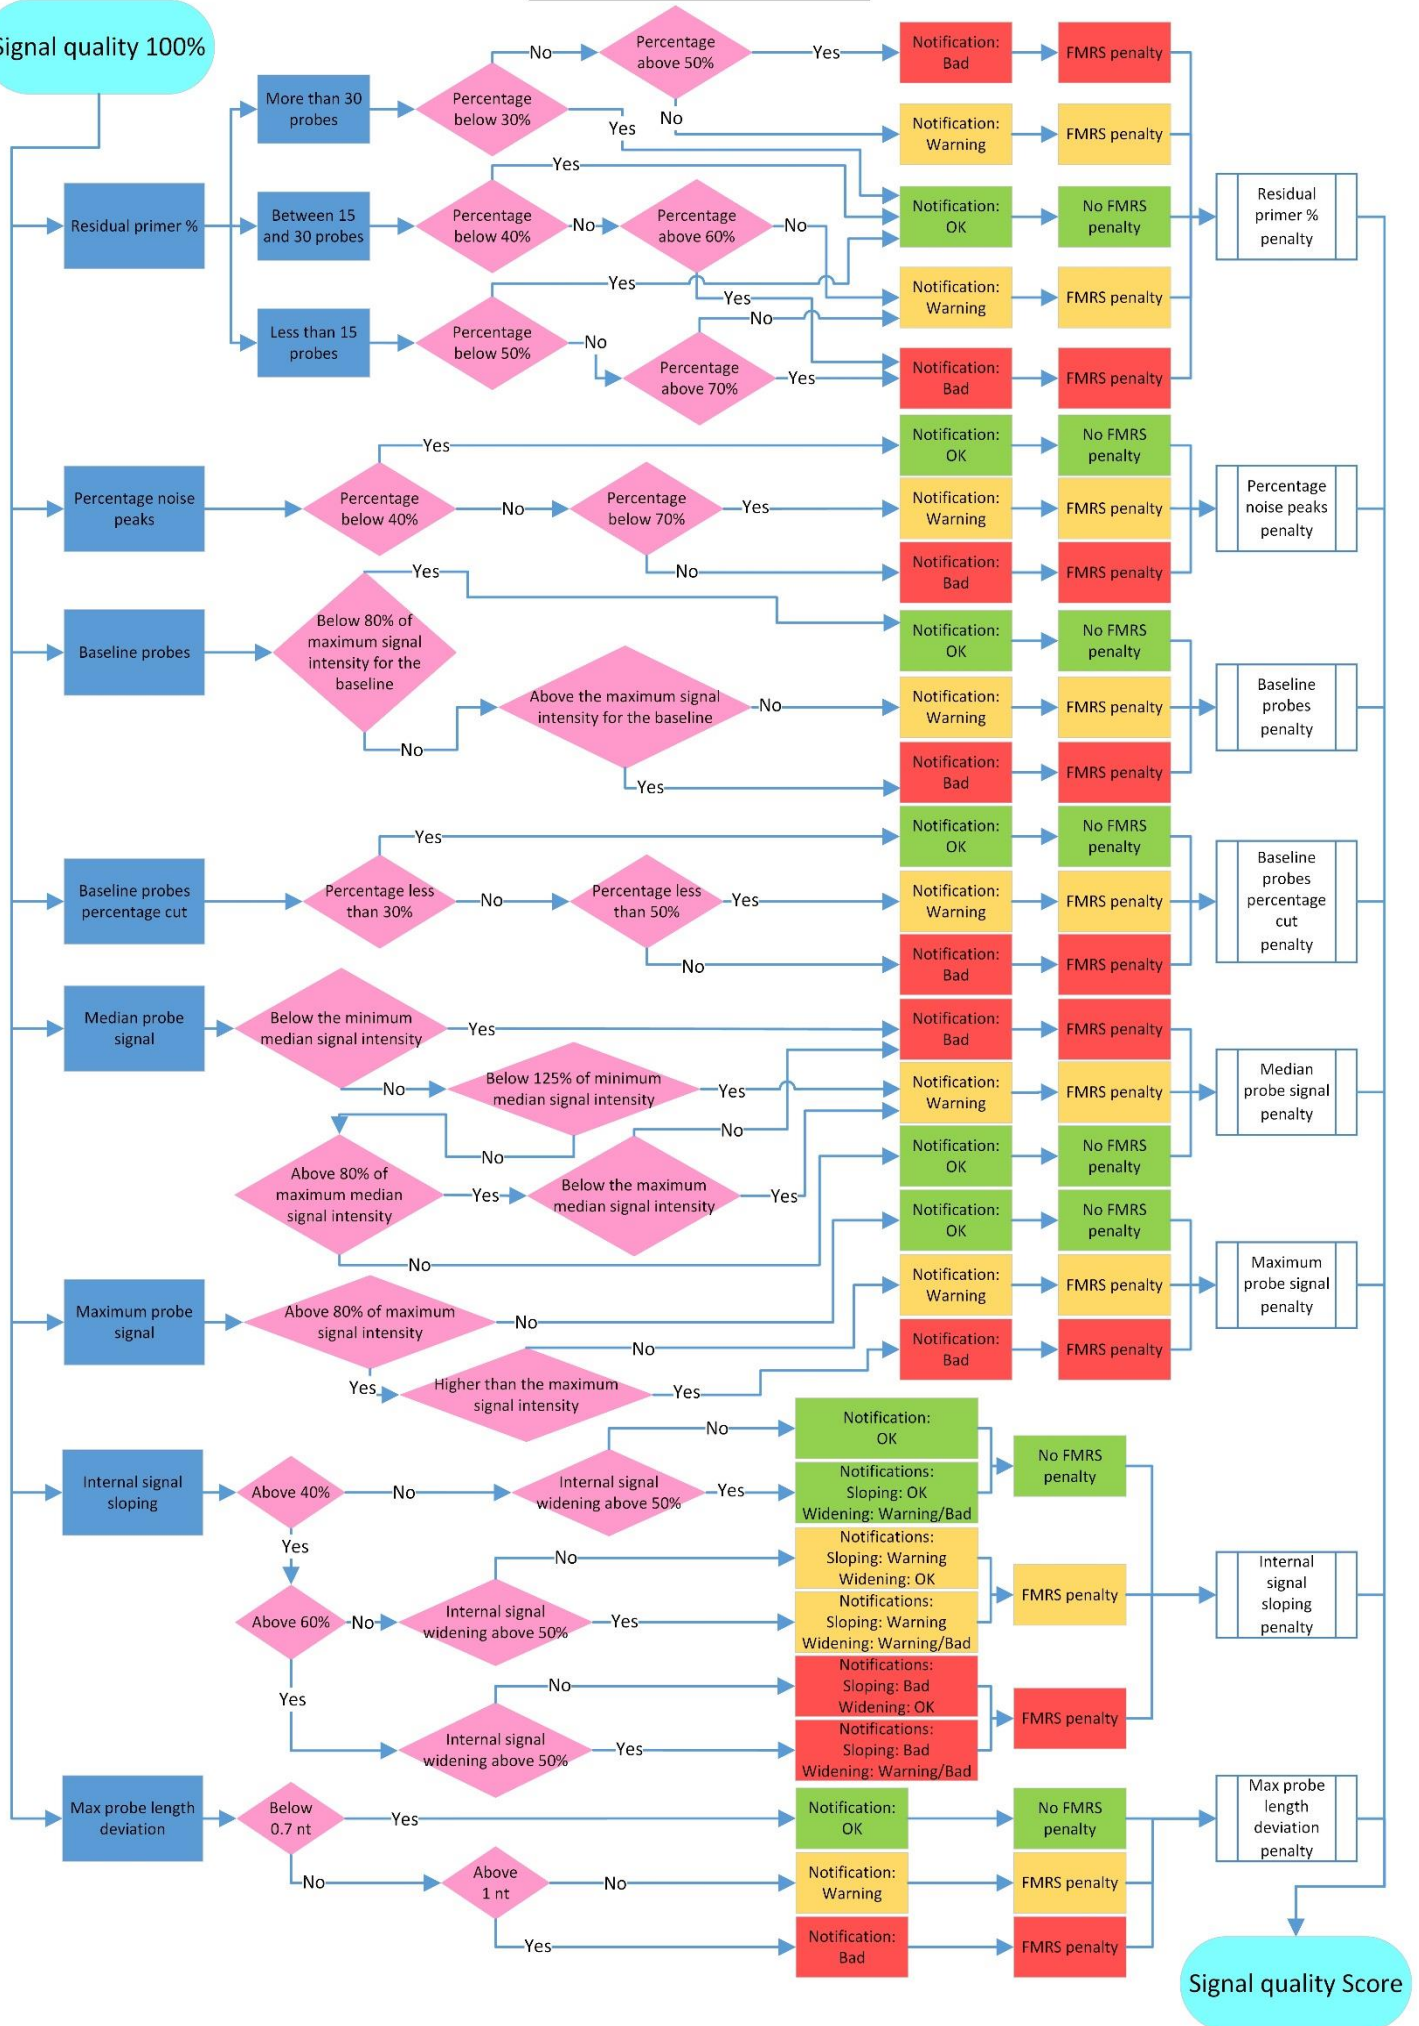 Signal quality 100%
No
Percentage
above 50%
Yes
Notification:
Bad
FMRS penalty
More than 30
probes
Percentage
below 30%
Yes
No
Notification:
Warning
FMRS penalty
Yes
Residual primer %
Between 15
and 30 probes
Percentage
below 40%
No
Percentage
above 60%
No
Notification:
OK
No FMRS
penalty
Residual
primer %
penalty
Yes
Yes
Notification:
Warning
FMRS penalty
No
Less than 15
probes
Percentage
below 50%
No
Percentage
above 70%
Yes
Notification:
Bad
FMRS penalty
Yes
Notification:
OK
No FMRS
penalty
Percentage noise
peaks
Percentage
below 40%
No
Percentage
below 70%
Yes
Notification:
Warning
FMRS penalty
Percentage
noise peaks
penalty
No
Notification:
Bad
FMRS penalty
Yes
Baseline probes
Below 80% of
maximum signal
intensity for the
baseline
Notification:
OK
No FMRS
penalty
No
Above the maximum signal
intensity for the baseline
No
Notification:
Warning
FMRS penalty
Baseline
probes
penalty
Yes
Notification:
Bad
FMRS penalty
Yes
Notification:
OK
No FMRS
penalty
Baseline probes
percentage cut
Percentage less
than 30%
No
Percentage less
than 50%
Yes
Notification:
Warning
FMRS penalty
Baseline
probes
percentage
cut
penalty
No
Notification:
Bad
FMRS penalty
Median probe
signal
Below the minimum
median signal intensity
Yes
Notification:
Bad
FMRS penalty
No
Below 125% of minimum
median signal intensity
Yes
Notification:
Warning
FMRS penalty
Median
probe signal
penalty
No
No
Above 80% of
maximum median
signal intensity
Yes
Below the maximum
median signal intensity
Yes
Notification:
OK
No FMRS
penalty
No
Notification:
OK
No FMRS
penalty
Maximum probe
signal
Above 80% of maximum
signal intensity
No
Notification:
Warning
FMRS penalty
Maximum
probe signal
penalty
Yes
Higher than the maximum
signal intensity
No
Yes
Notification:
Bad
FMRS penalty
No
Notification:
OK
No FMRS
penalty
Internal signal
sloping
Above 40%
No
Internal signal
widening above 50%
Yes
Notifications:
Sloping: OK
Widening: Warning/Bad
Yes
No
Notifications:
Sloping: Warning
Widening: OK
FMRS penalty
Internal
signal
sloping
penalty
Above 60%
No
Internal signal
widening above 50%
Yes
Notifications:
Sloping: Warning
Widening: Warning/Bad
Yes
No
Notifications:
Sloping: Bad
Widening: OK
FMRS penalty
Internal signal
widening above 50%
Yes
Notifications:
Sloping: Bad
Widening: Warning/Bad
Max probe length
deviation
Below
0.7 nt
Yes
Notification:
OK
No FMRS
penalty
Max probe
length
deviation
penalty
No
Above
1 nt
No
Notification:
Warning
FMRS penalty
Yes
Notification:
Bad
FMRS penalty
Signal quality Score